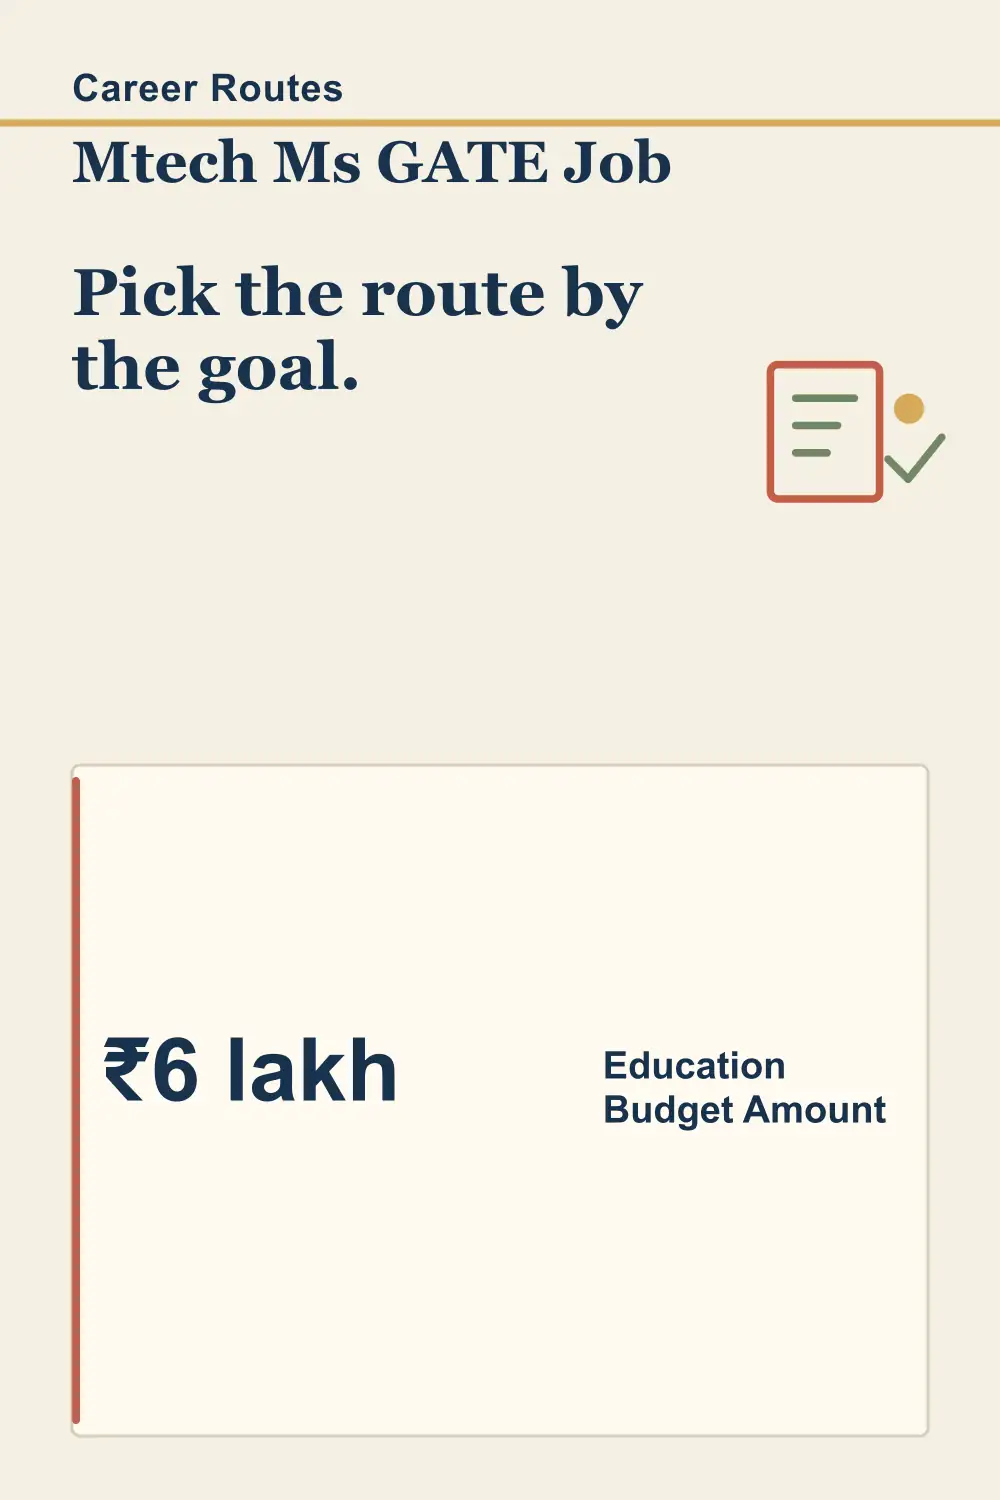 Career Routes
Mtech Ms GATE Job
Pick the route by
the goal.
₹6 lakh
Education
Budget Amount